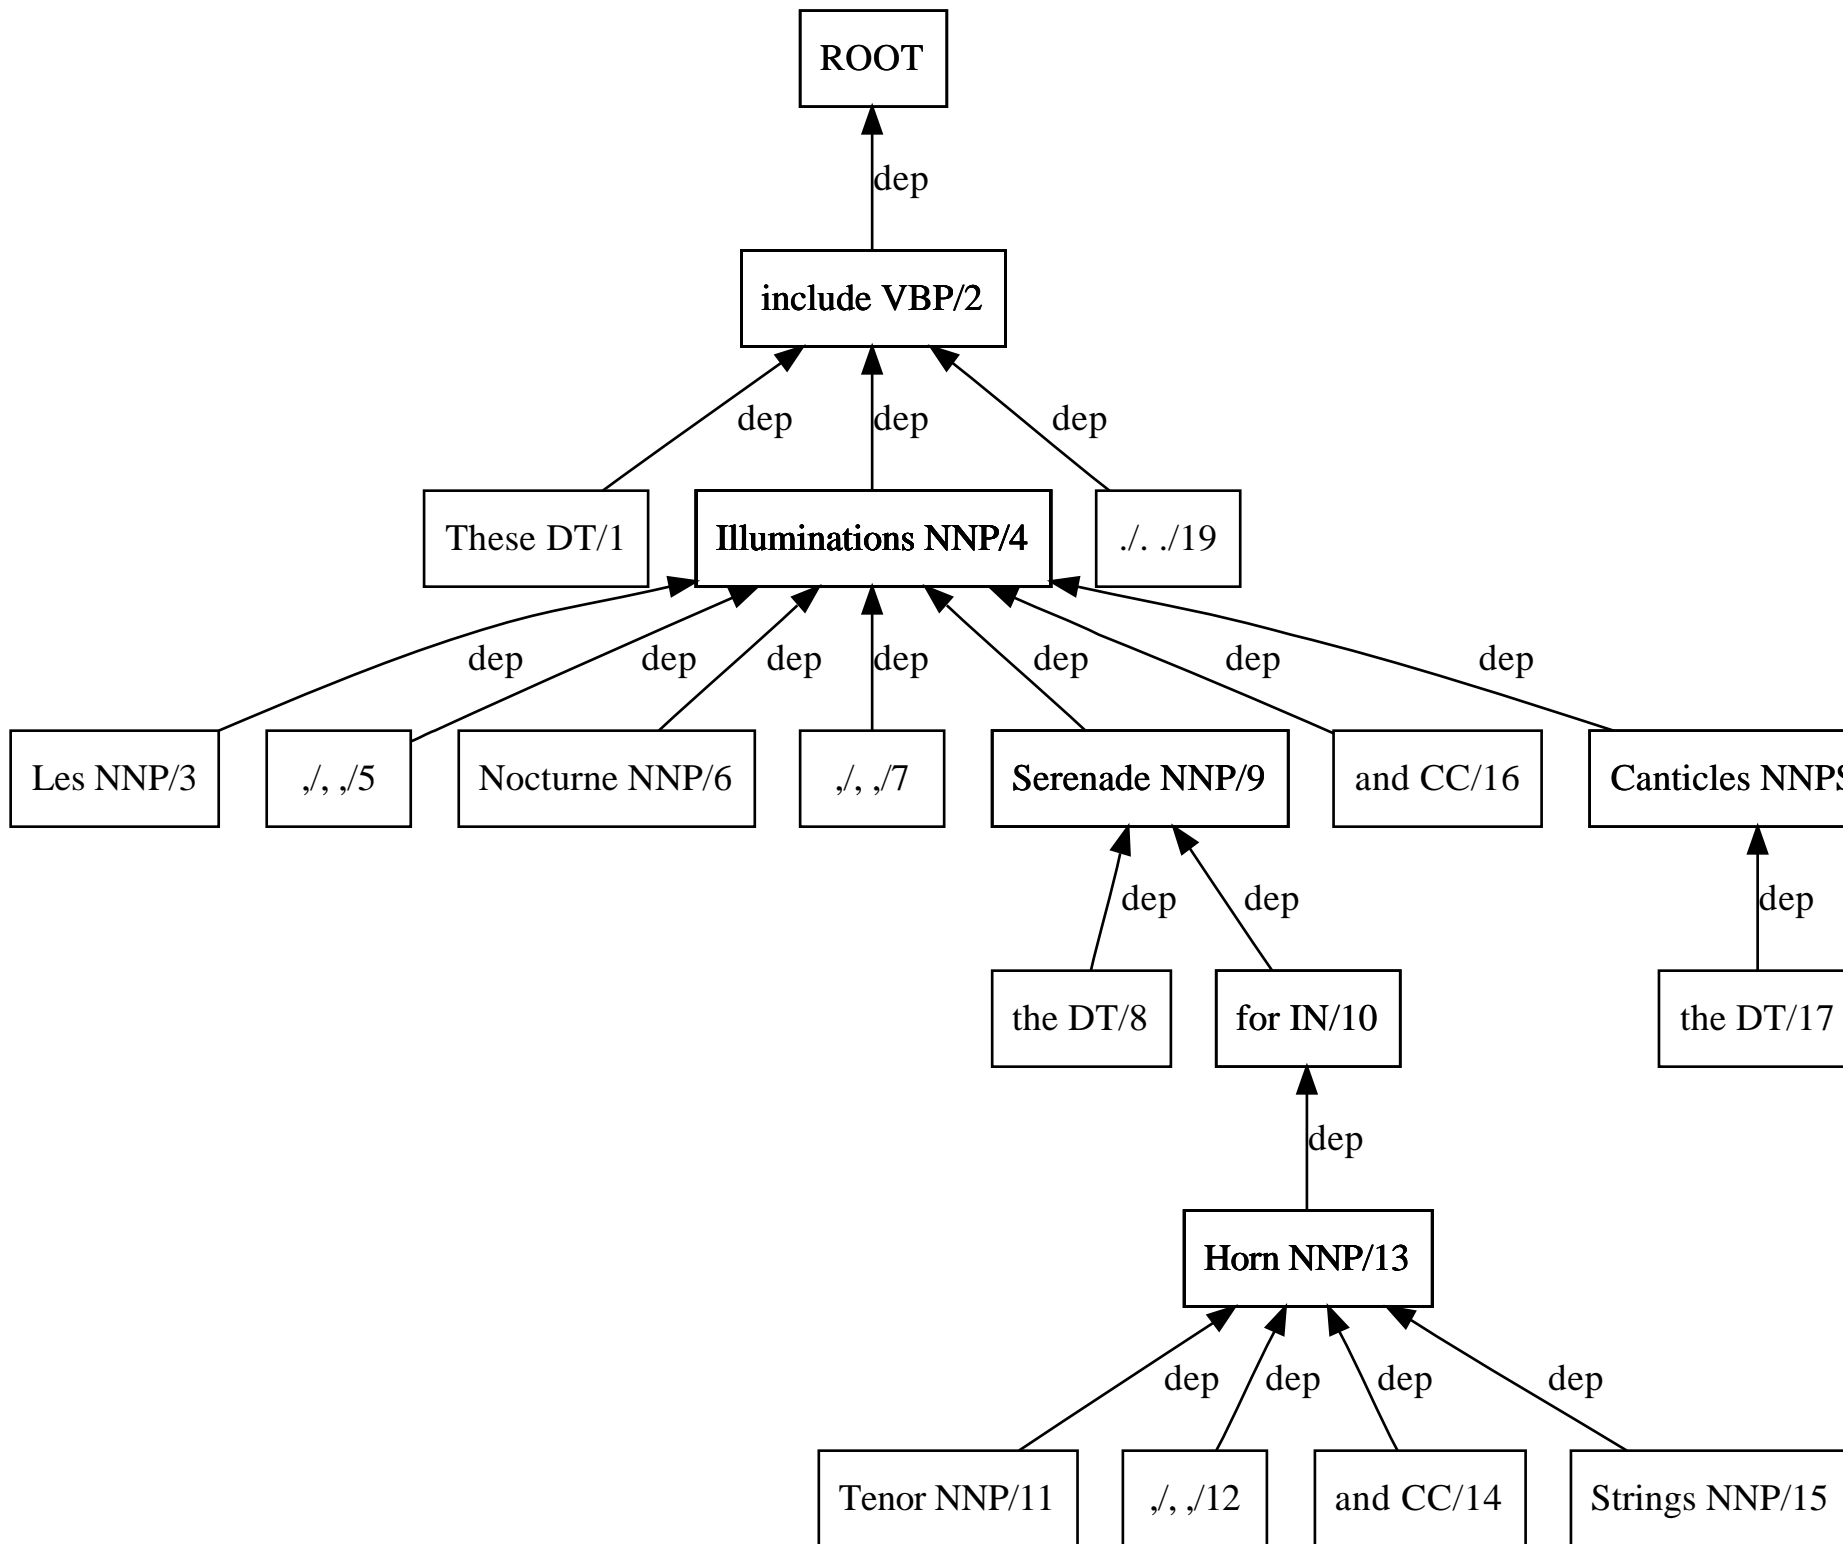 ROOT
dep
include VBP/2
dep dep dep
These DT/1 Illuminations NNP/4 ./. ./19
dep dep dep dep dep dep dep
Les NNP/3 ,/, ,/5 Nocturne NNP/6 ,/, ,/7 Serenade NNP/9 and CC/16 Canticles NNPS
dep dep dep
the DT/8 for IN/10 the DT/17
dep
Horn NNP/13
dep dep dep dep
Tenor NNP/11 ,/, ,/12 and CC/14 Strings NNP/15